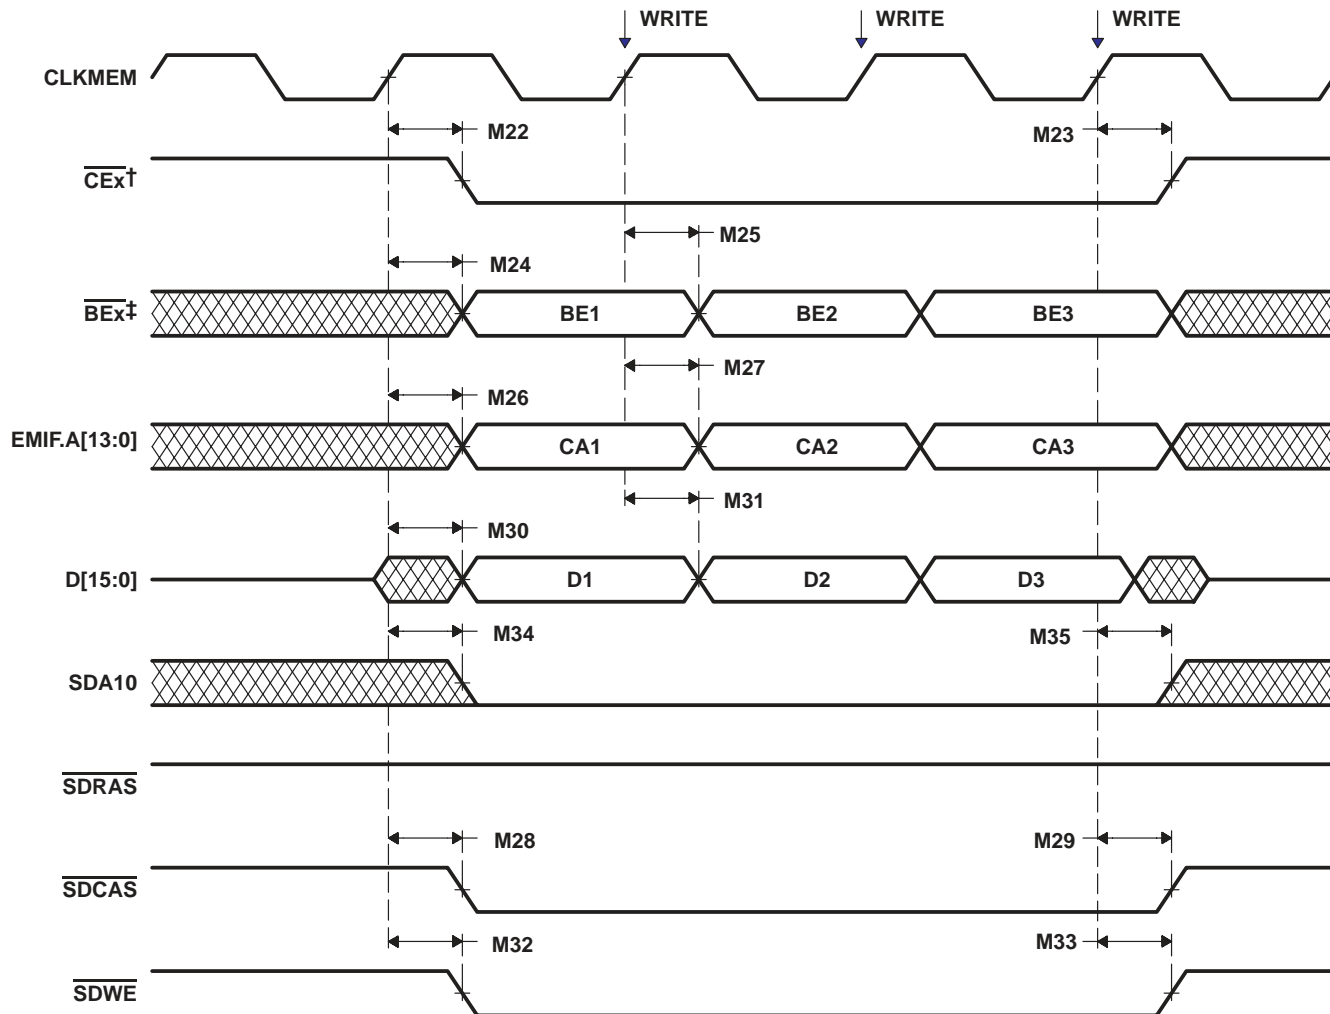 WRITE WRITE WRITE
CLKMEM
M22 M23
CEx†
M25
M24
BEx‡ BE1 BE2 BE3
M27
M26
EMIF.A[13:0] CA1 CA2 CA3
M31
M30
D[15:0] D1 D2 D3
M34 M35
SDA10
SDRAS
M28 M29
SDCAS
M32 M33
SDWE